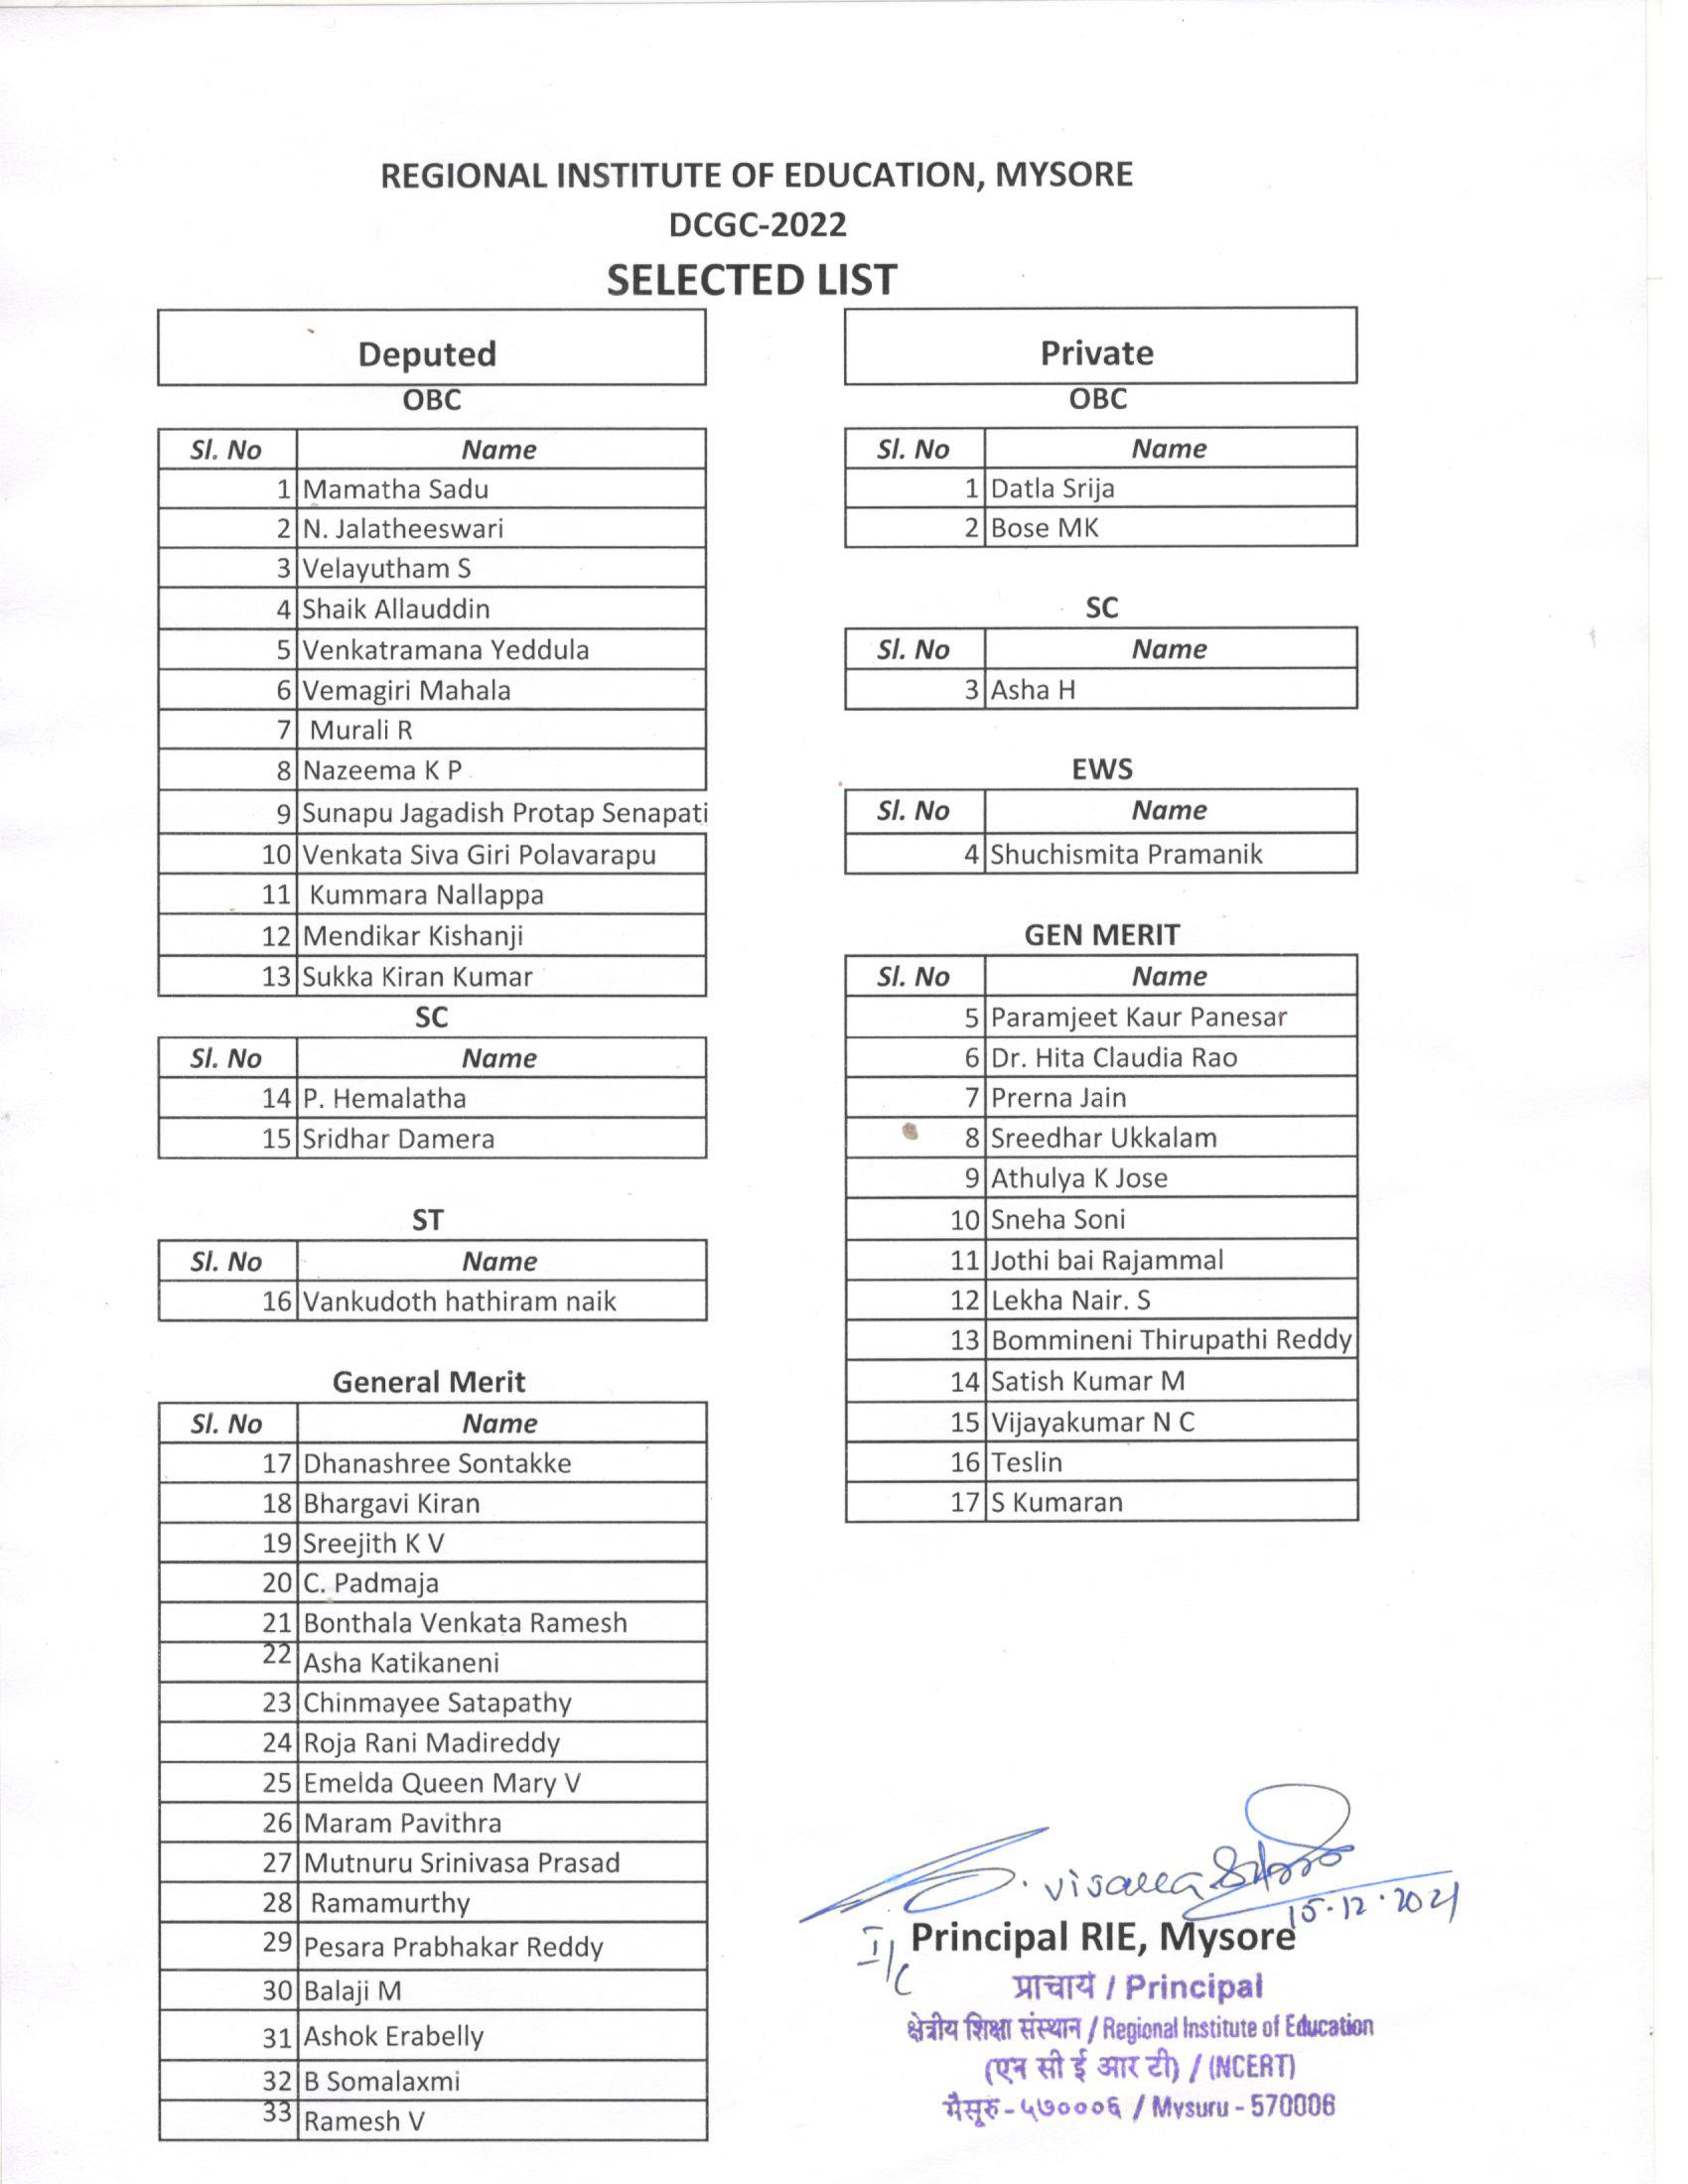 REGIONAL INSTITUTE OF EDUCATION, MYSORE
DCGC-2022
SELECTED LIST
Deputed
OBC
Sl. No Name
1 Mamatha Sadu
2 N. Jalatheeswari
3 Velayutham S
4 Shaik Allauddin
5 Venkatramana Yeddula
6 Vemagiri Mahala
7 Murali R
8 Nazeema K P
9 Sunapu Jagadish Protap Senapati
10 Venkata Siva Giri Polavarapu
11 Kummara Nallappa
12 Mendikar Kishanji
13 Sukka Kiran Kumar
SC
Sl. No Name
14 P. Hemalatha
15 Sridhar Damera
ST
Sl. No Name
16 Vankudoth hathiram naik
General Merit
Sl. No Name
17 Dhanashree Sontakke
18 Bhargavi Kiran
19 Sreejith K V
20 C. Padmaja
21 Bonthala Venkata Ramesh
22 Asha Katikaneni
23 Chinmayee Satapathy
24 Roja Rani Madireddy
25 Emelda Queen Mary V
26 Maram Pavithra
27 Mutnuru Srinivasa Prasad
28 Ramamurthy
29 Pesara Prabhakar Reddy
30 Balaji M
31 Ashok Erabelly
32 B Somalaxmi
33 Ramesh V
Private
OBC
Sl. No Name
1 Datla Srija
2 Bose MK
SC
Sl. No Name
3 Asha H
EWS
Sl. No Name
4 Shuchismita Pramanik
GEN MERIT
Sl. No Name
5 Paramjeet Kaur Panesar
6 Dr. Hita Claudia Rao
7 Prerna Jain
8 Sreedhar Ukkalam
9 Athulya K Jose
10 Sneha Soni
11 Jothi bai Rajammal
12 Lekha Nair. S
13 Bommineni Thirupathi Reddy
14 Satish Kumar M
15 Vijayakumar N C
16 Teslin
17 S Kumaran
15.12.2021
I/C Principal RIE, Mysore
प्राचार्य / Principal
क्षेत्रीय शिक्षा संस्थान / Regional Institute of Education
(एन सी ई आर टी) / (NCERT)
मैसूरु-५७०००६ / Mysuru - 570006